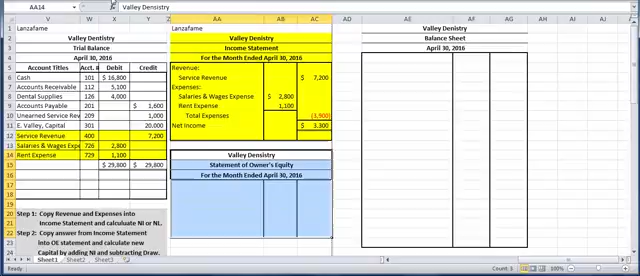 AA14 Valley Densistry
V W X Y Z AA AB AC AD AE AF AG
1 Lanzafame Lanzafame Valley Denistry
2 Valley Dentistry Valley Dentistry Balance Sheet
3 Trial Balance Income Statement April 30, 2016
4 April 30, 2016 For the Month Ended April 30, 2016
5 Account Titles Acct. # Debit Credit Revenue:
6 Cash 101 $ 16,800 Service Revenue $ 7,200
7 Accounts Receivable 112 5,100 Expenses:
8 Dental Supplies 126 4,000 Salaries & Wages Expense $ 2,800
9 Accounts Payable 201 $ 1,600 Rent Expense 1,100
10 Unearned Service Rev 209 1,000 Total Expenses (3,900)
11 E. Valley, Capital 301 20,000 Net Income $ 3,300
12 Service Revenue 400 7,200
13 Salaries & Wages Exp 726 2,800
14 Rent Expense 729 1,100 Valley Densistry
15 $ 29,800 $ 29,800 Statement of Owner's Equity
16 For the Month Ended April 30, 2016
17
18
19
20 Step 1: Copy Revenue and Expenses into
21 Income Statement and calculuate NI or NL.
22 Step 2: Copy answer from Income Statement
23 into OE statement and calculate new
24 Capital by adding NI and subtracting Draw.
Sheet1 Sheet2 Sheet3
Count: 3 100%